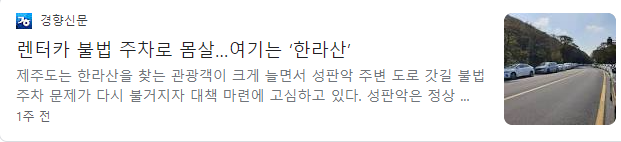 경향신문
렌터카 불법 주차로 몸살...여기는 ‘한라산’
제주도는 한라산을 찾는 관광객이 크게 늘면서 성판악 주변 도로 갓길 불법
주차 문제가 다시 불거지자 대책 마련에 고심하고 있다. 성판악은 정상 ...
1주 전